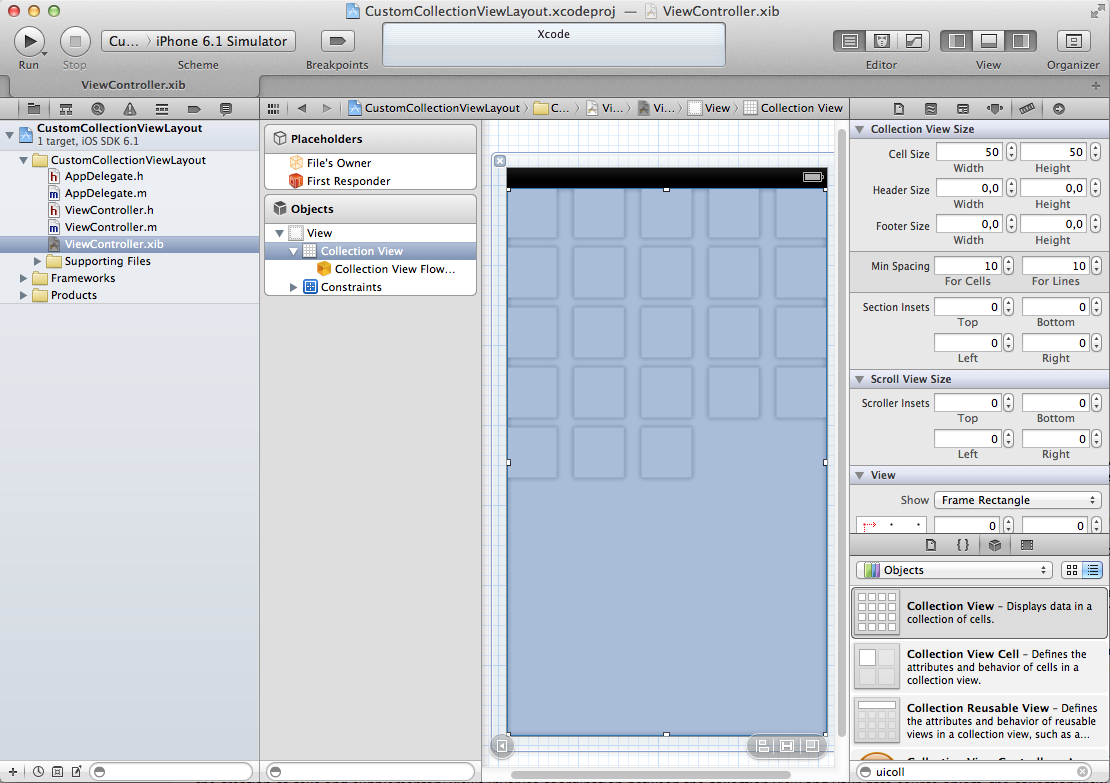 CustomCollectionViewLayout.xcodeproj — ViewController.xib
Cu... iPhone 6.1 Simulator
Xcode
Run
Stop
Scheme
Breakpoints
Editor
View
Organizer
ViewController.xib
CustomCollectionViewLayout
C...
Vi...
Vi...
View
Collection View
CustomCollectionViewLayout
1 target, iOS SDK 6.1
CustomCollectionViewLayout
AppDelegate.h
AppDelegate.m
ViewController.h
ViewController.m
ViewController.xib
Supporting Files
Frameworks
Products
Placeholders
File's Owner
First Responder
Objects
View
Collection View
Collection View Flow...
Constraints
Collection View Size
Cell Size 50 50
Width Height
Header Size 0,0 0,0
Width Height
Footer Size 0,0 0,0
Width Height
Min Spacing 10 10
For Cells For Lines
Section Insets 0 0
Top Bottom
0 0
Left Right
Scroll View Size
Scroller Insets 0 0
Top Bottom
0 0
Left Right
View
Show Frame Rectangle
0 0
Objects
Collection View – Displays data in a
collection of cells.
Collection View Cell – Defines the
attributes and behavior of cells in a
collection view.
Collection Reusable View – Defines
the attributes and behavior of reusable
views in a collection view, such as a...
uicoll